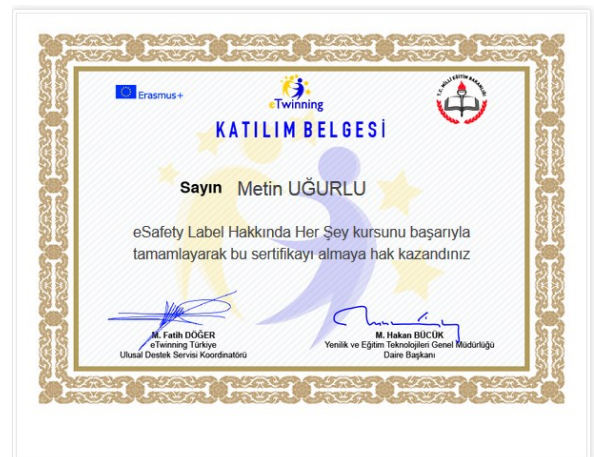 Erasmus+
eTwinning
T.C. MİLLİ EĞİTİM BAKANLIĞI
KATILIM BELGESİ
Sayın Metin UĞURLU
eSafety Label Hakkında Her Şey kursunu başarıyla
tamamlayarak bu sertifikayı almaya hak kazandınız
M. Fatih DÖĞER
eTwinning Türkiye
Ulusal Destek Servisi Koordinatörü
M. Hakan BÜCÜK
Yenilik ve Eğitim Teknolojileri Genel Müdürlüğü
Daire Başkanı